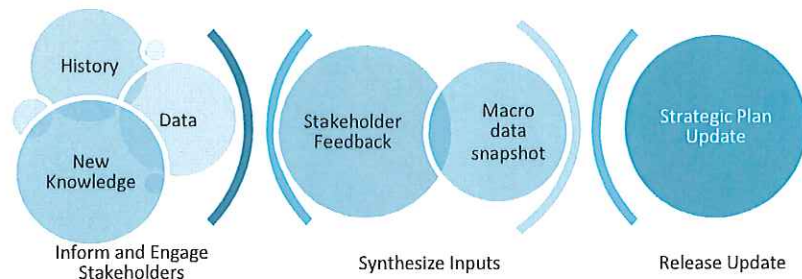 History
Data
New
Knowledge
Inform and Engage
Stakeholders
Stakeholder
Feedback
Macro
data
snapshot
Synthesize Inputs
Strategic Plan
Update
Release Update